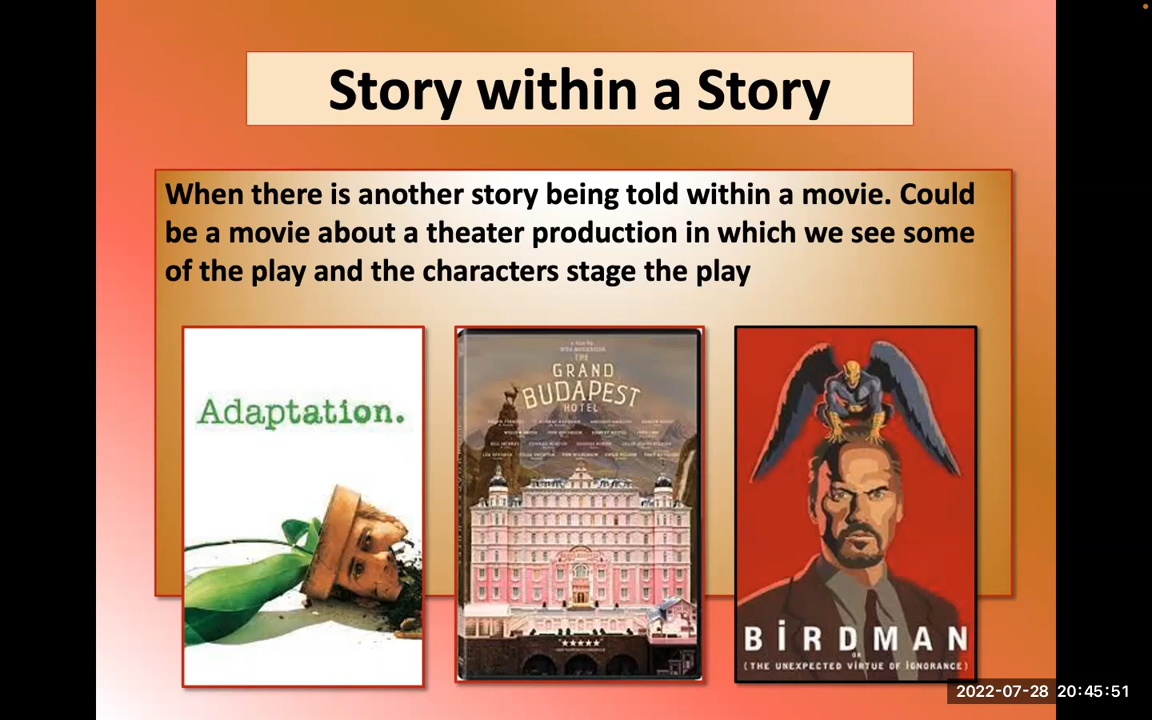 Story within a Story
When there is another story being told within a movie. Could
be a movie about a theater production in which we see some
of the play and the characters stage the play
Adaptation.
THE
GRAND
BUDAPEST
HOTEL
BiRDMAN
OR
(THE UNEXPECTED ViRTUE OF iGNORANCE)
2022-07-28 20:45:51